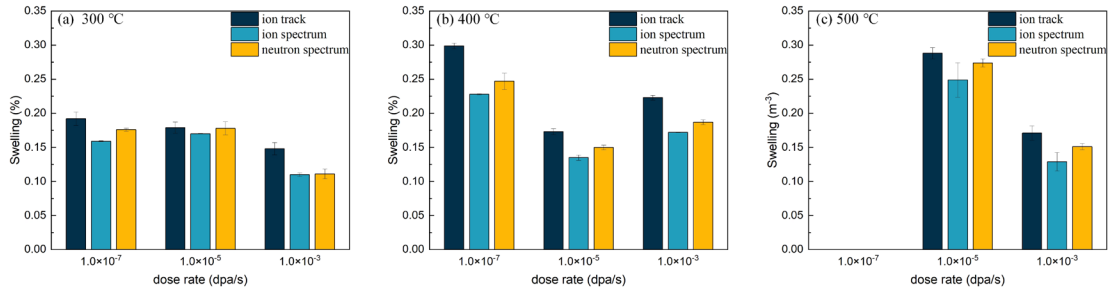 (a) 300 ℃
ion track
ion spectrum
neutron spectrum
Swelling (%)
0.35
0.30
0.25
0.20
0.15
0.10
0.05
0.00
1.0×10⁻⁷ 1.0×10⁻⁵ 1.0×10⁻³
dose rate (dpa/s)
(b) 400 ℃
ion track
ion spectrum
neutron spectrum
Swelling (%)
0.35
0.30
0.25
0.20
0.15
0.10
0.05
0.00
1.0×10⁻⁷ 1.0×10⁻⁵ 1.0×10⁻³
dose rate (dpa/s)
(c) 500 ℃
ion track
ion spectrum
neutron spectrum
Swelling (m⁻³)
0.35
0.30
0.25
0.20
0.15
0.10
0.05
0.00
1.0×10⁻⁷ 1.0×10⁻⁵ 1.0×10⁻³
dose rate (dpa/s)